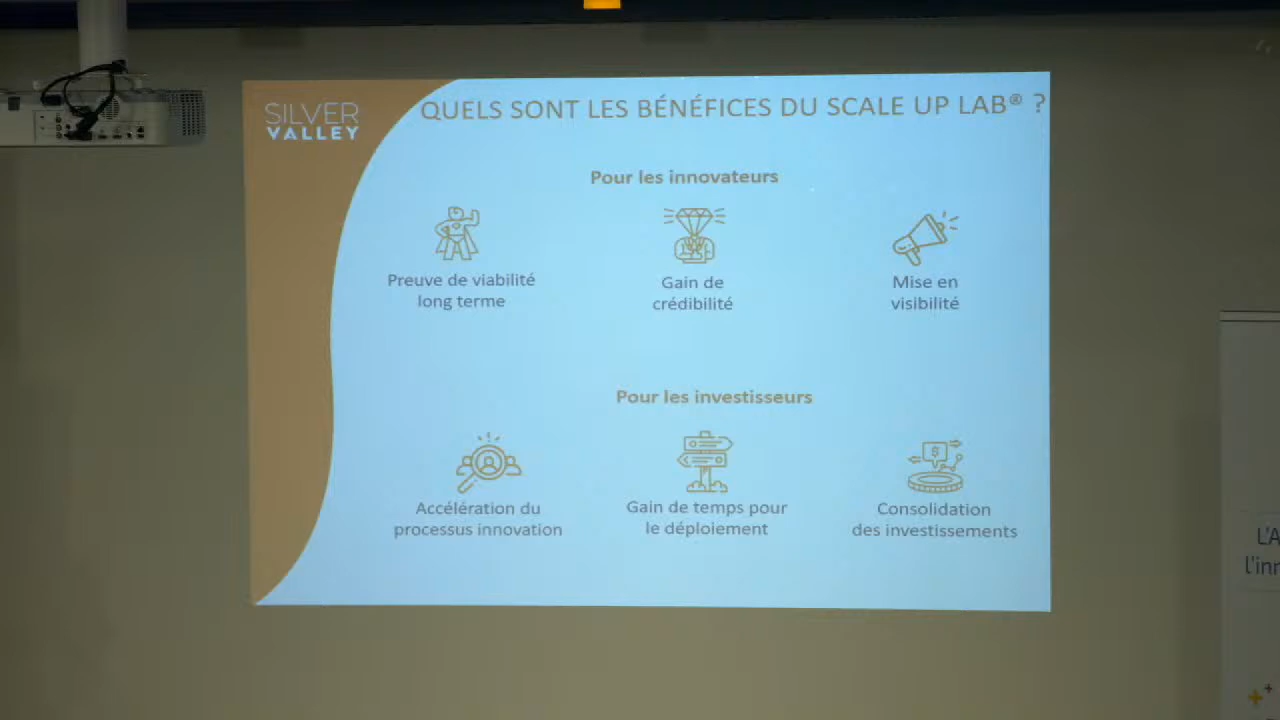 SILVER
VALLEY
QUELS SONT LES BÉNÉFICES DU SCALE UP LAB® ?
Pour les innovateurs
Preuve de viabilité
long terme
Gain de
crédibilité
Mise en
visibilité
Pour les investisseurs
$
Accélération du
processus innovation
Gain de temps pour
le déploiement
Consolidation
des investissements
L'A
l'inn